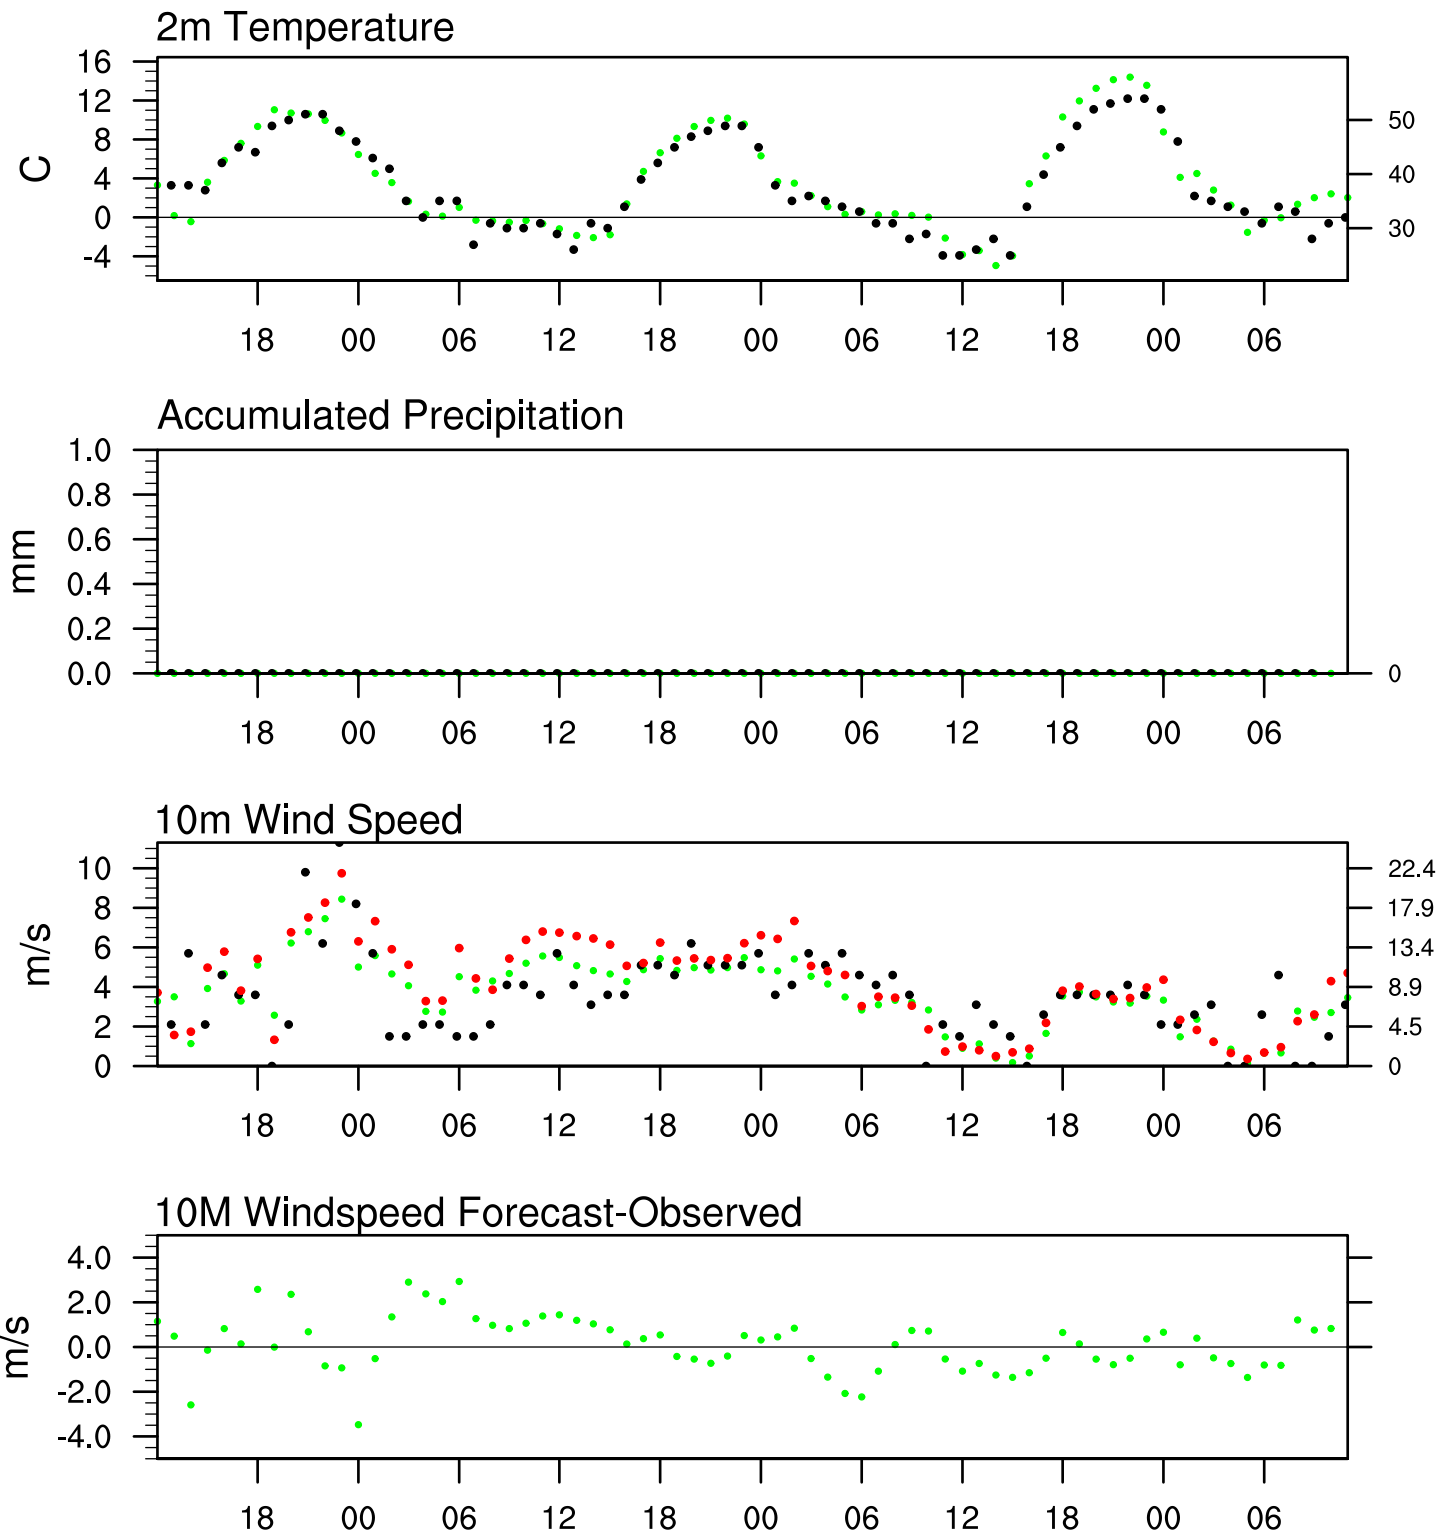 2m Temperature
16
12
8
4
0
-4
C
50
40
30
18 00 06 12 18 00 06 12 18 00 06
Accumulated Precipitation
1.0
0.8
0.6
0.4
0.2
0.0
mm
0
18 00 06 12 18 00 06 12 18 00 06
10m Wind Speed
10
8
6
4
2
0
m/s
22.4
17.9
13.4
8.9
4.5
0
18 00 06 12 18 00 06 12 18 00 06
10M Windspeed Forecast-Observed
4.0
2.0
0.0
-2.0
-4.0
m/s
18 00 06 12 18 00 06 12 18 00 06